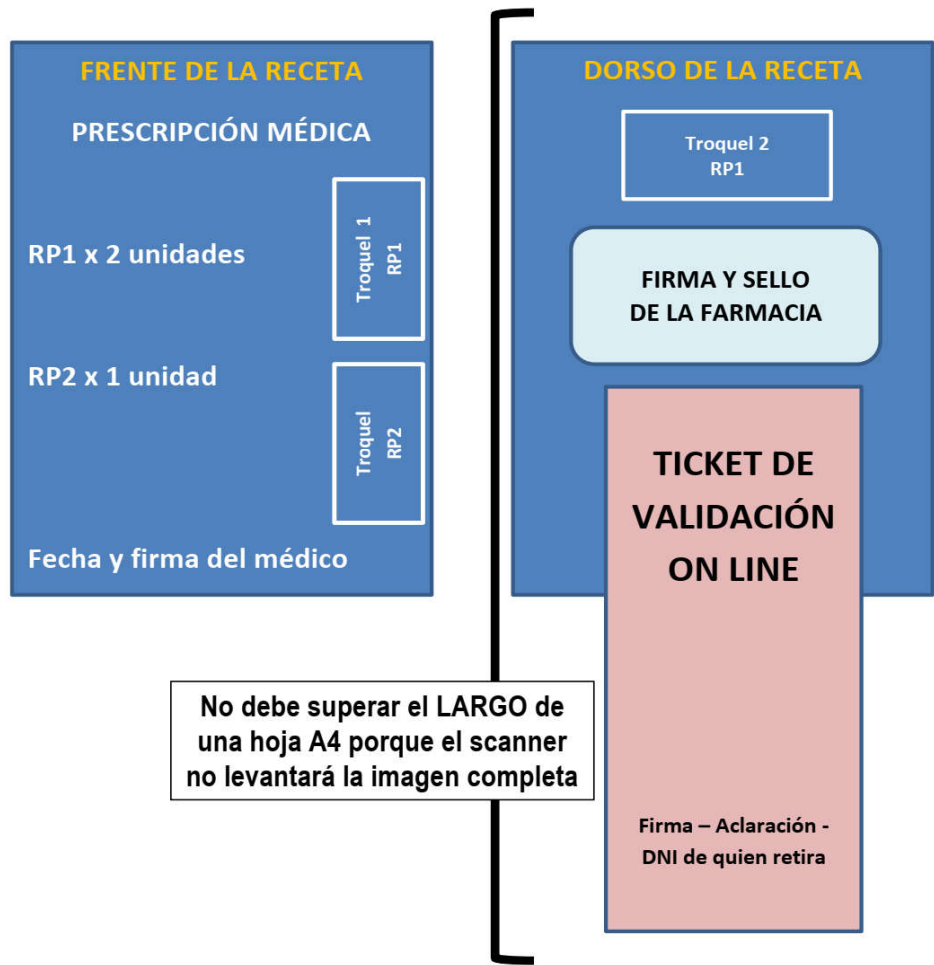 FRENTE DE LA RECETA
PRESCRIPCIÓN MÉDICA
RP1 x 2 unidades
Troquel 1
RP1
RP2 x 1 unidad
Troquel
RP2
Fecha y firma del médico
DORSO DE LA RECETA
Troquel 2
RP1
FIRMA Y SELLO
DE LA FARMACIA
TICKET DE
VALIDACIÓN
ON LINE
Firma – Aclaración -
DNI de quien retira
No debe superar el LARGO de
una hoja A4 porque el scanner
no levantará la imagen completa